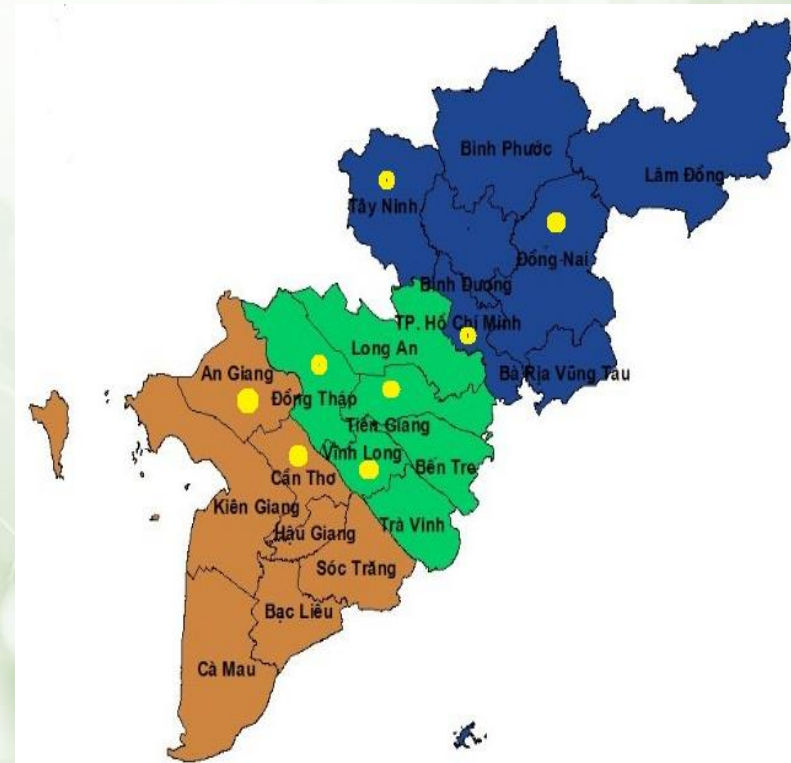 Bình Phước
Lâm Đồng
Tây Ninh
Đồng Nai
Bình Dương
TP. Hồ Chí Minh
Long An
An Giang
Bà Rịa Vũng Tàu
Đồng Tháp
Tiền Giang
Vĩnh Long
Bến Tre
Cần Thơ
Kiên Giang
Trà Vinh
Hậu Giang
Sóc Trăng
Bạc Liêu
Cà Mau